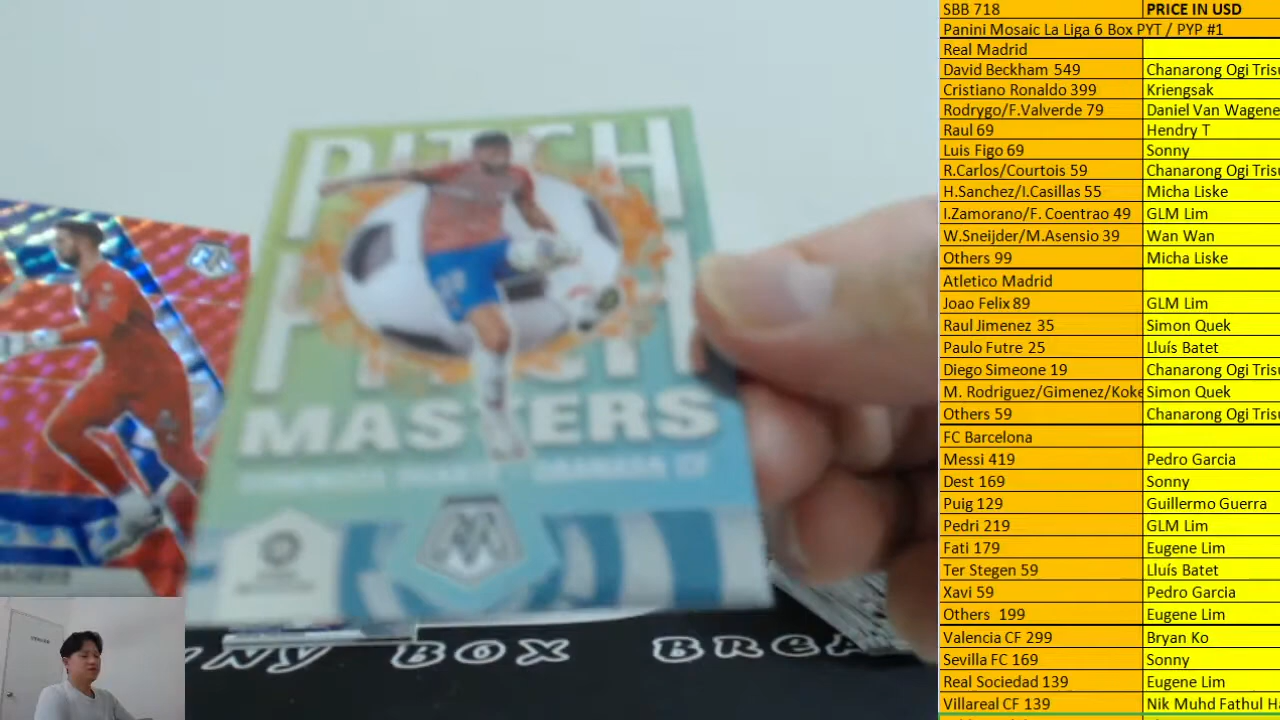 PITCH
PITCH
MASTERS
GRANADA CF
NNY BOX BREA
SBB 718 PRICE IN USD
Panini Mosaic La Liga 6 Box PYT / PYP #1
Real Madrid
David Beckham 549 Chanarong Ogi Trisu
Cristiano Ronaldo 399 Kriengsak
Rodrygo/F.Valverde 79 Daniel Van Wagene
Raul 69 Hendry T
Luis Figo 69 Sonny
R.Carlos/Courtois 59 Chanarong Ogi Trisu
H.Sanchez/I.Casillas 55 Micha Liske
I.Zamorano/F. Coentrao 49 GLM Lim
W.Sneijder/M.Asensio 39 Wan Wan
Others 99 Micha Liske
Atletico Madrid
Joao Felix 89 GLM Lim
Raul Jimenez 35 Simon Quek
Paulo Futre 25 Lluís Batet
Diego Simeone 19 Chanarong Ogi Trisu
M. Rodriguez/Gimenez/Koke Simon Quek
Others 59 Chanarong Ogi Trisu
FC Barcelona
Messi 419 Pedro Garcia
Dest 169 Sonny
Puig 129 Guillermo Guerra
Pedri 219 GLM Lim
Fati 179 Eugene Lim
Ter Stegen 59 Lluís Batet
Xavi 59 Pedro Garcia
Others 199 Eugene Lim
Valencia CF 299 Bryan Ko
Sevilla FC 169 Sonny
Real Sociedad 139 Eugene Lim
Villareal CF 139 Nik Muhd Fathul Ha